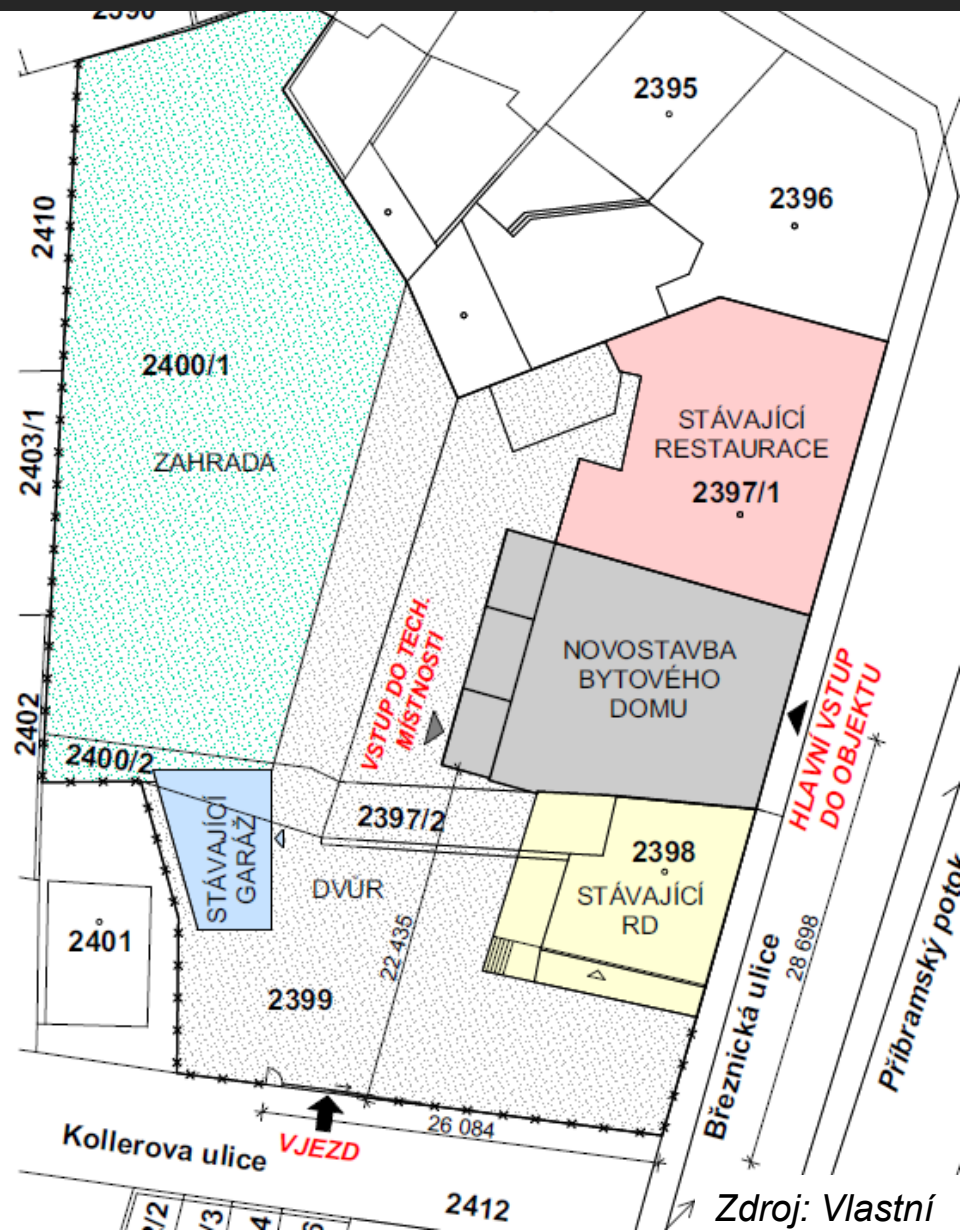 2390
2395
2396
2410
2400/1
ZAHRADA
2403/1
STÁVAJÍCÍ
RESTAURACE
2397/1
VSTUP DO TECH.
MÍSTNOSTI
NOVOSTAVBA
BYTOVÉHO
DOMU
HLAVNÍ VSTUP
DO OBJEKTU
2402
2400/2
2397/2
STÁVAJÍCÍ
GARÁŽ
DVŮR
2398
STÁVAJÍCÍ
RD
2401
22 435
28 698
2399
Březnická ulice
Příbramský potok
26 084
Kollerova ulice
VJEZD
2412
Zdroj: Vlastní